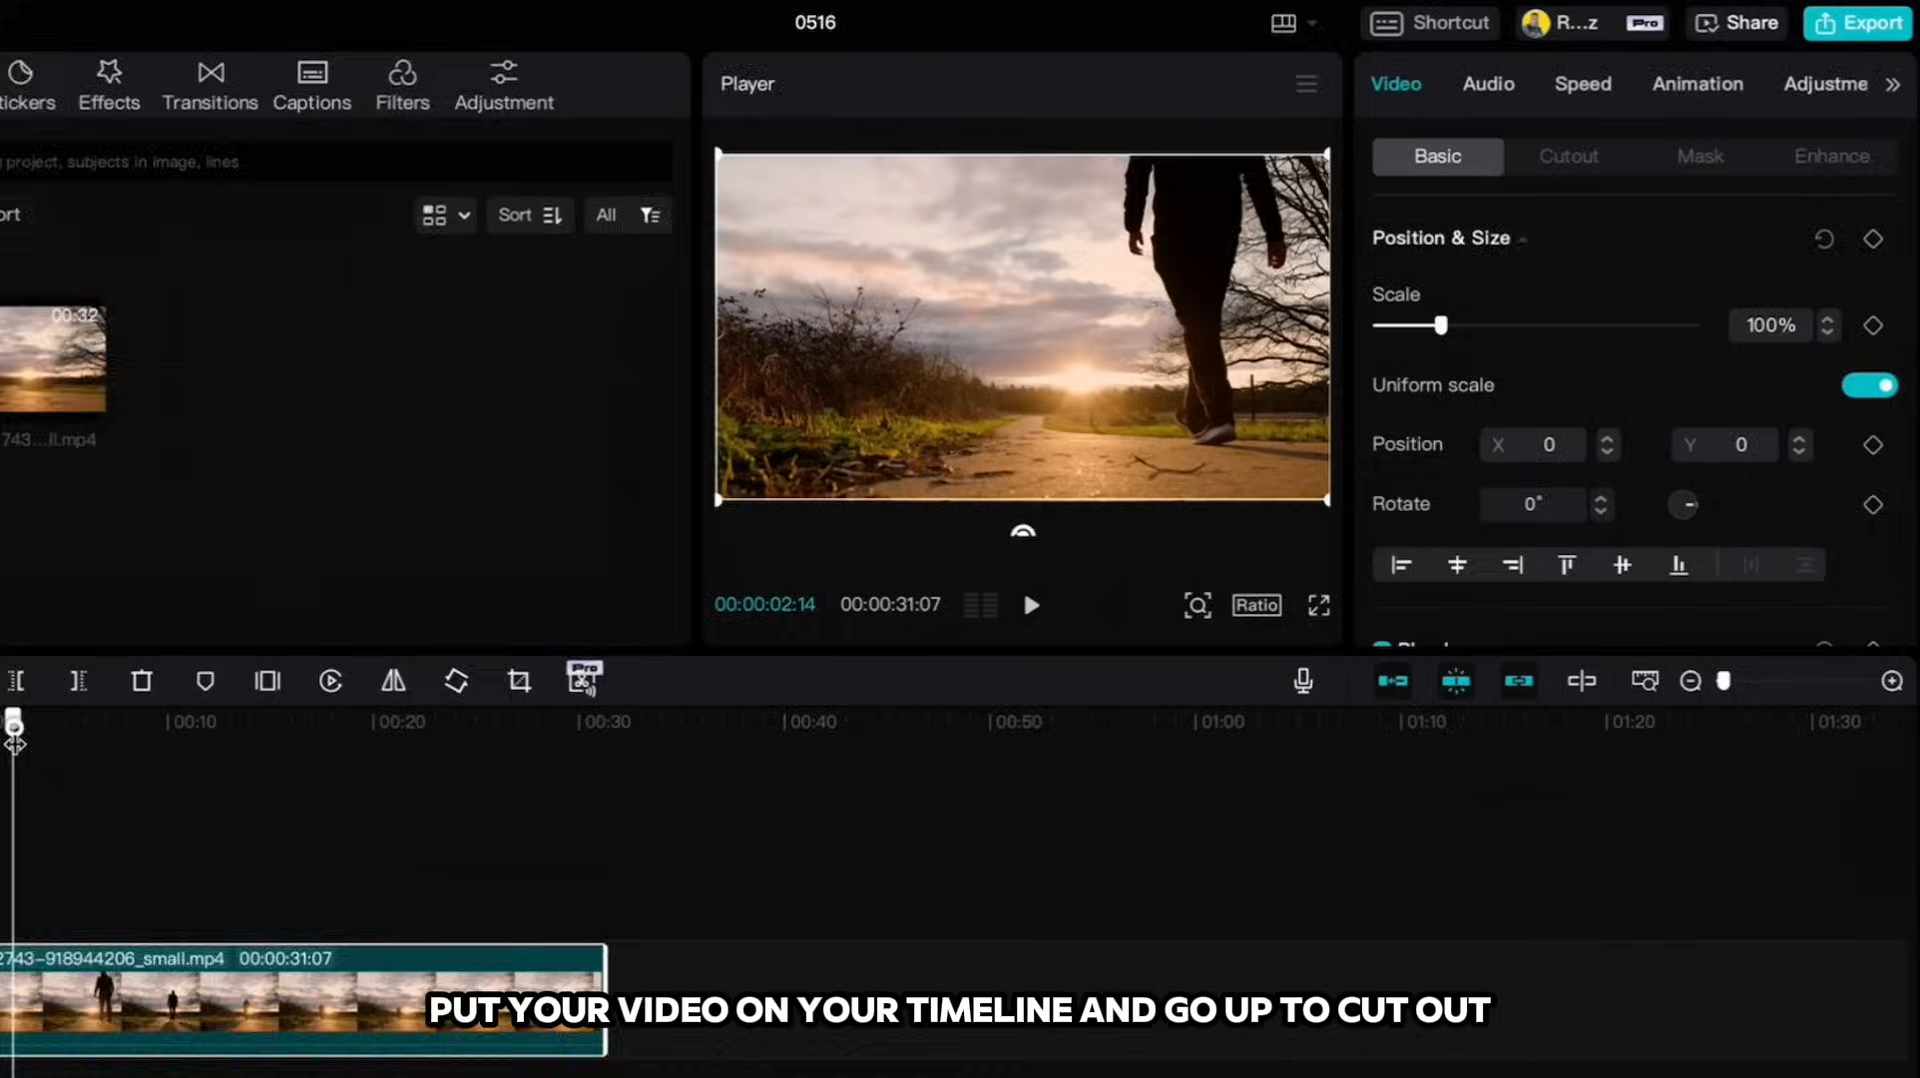 0516
Shortcut
R...z
Pro
Share
Export
tickers
Effects
Transitions
Captions
Filters
Adjustment
project, subjects in image, lines
ort
Sort
All
00:32
743...ll.mp4
Player
00:00:02:14
00:00:31:07
Ratio
Video
Audio
Speed
Animation
Adjustme
Basic
Cutout
Mask
Enhance
Position & Size
Scale
100%
Uniform scale
Position
X 0
Y 0
Rotate
0°
Pro
00:10
00:20
00:30
00:40
00:50
01:00
01:10
01:20
01:30
2743-918944206_small.mp4 00:00:31:07
PUT YOUR VIDEO ON YOUR TIMELINE AND GO UP TO CUT OUT